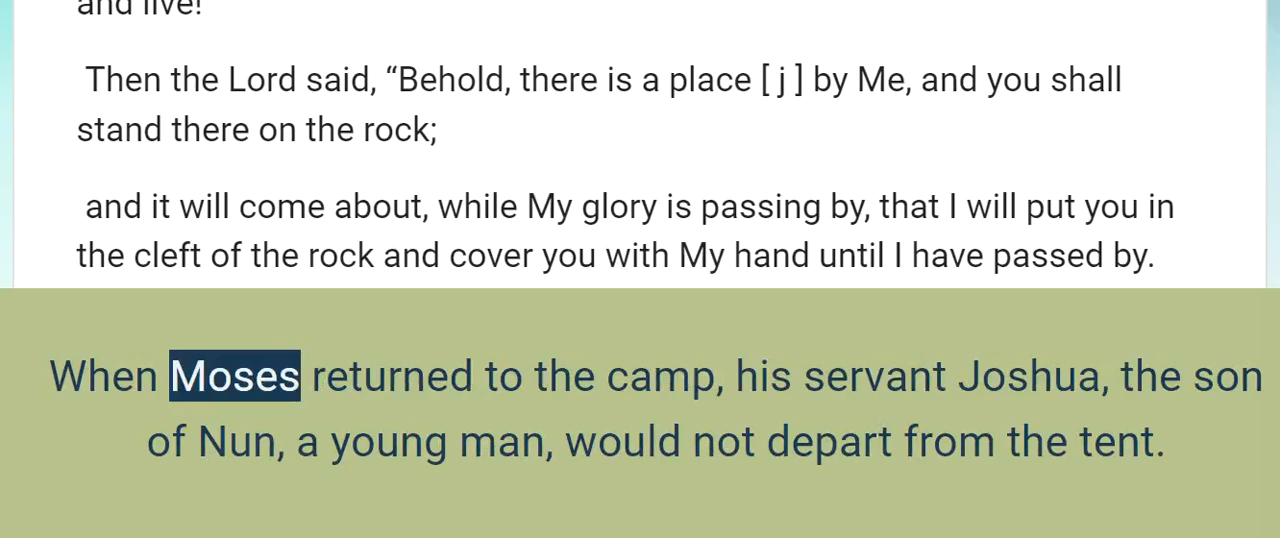 and live!
Then the Lord said, “Behold, there is a place [ j ] by Me, and you shall
stand there on the rock;
and it will come about, while My glory is passing by, that I will put you in
the cleft of the rock and cover you with My hand until I have passed by.
When Moses returned to the camp, his servant Joshua, the son
of Nun, a young man, would not depart from the tent.